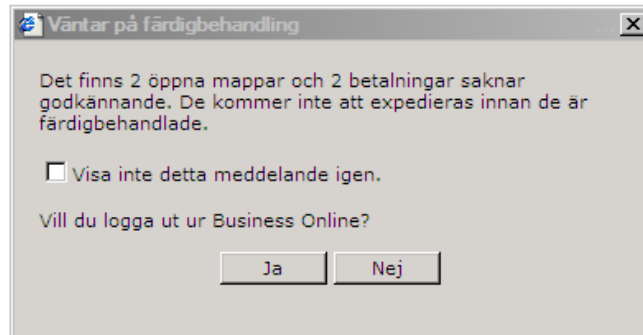 Väntar på färdigbehandling
Det finns 2 öppna mappar och 2 betalningar saknar
godkännande. De kommer inte att expedieras innan de är
färdigbehandlade.
Visa inte detta meddelande igen.
Vill du logga ut ur Business Online?
Ja Nej